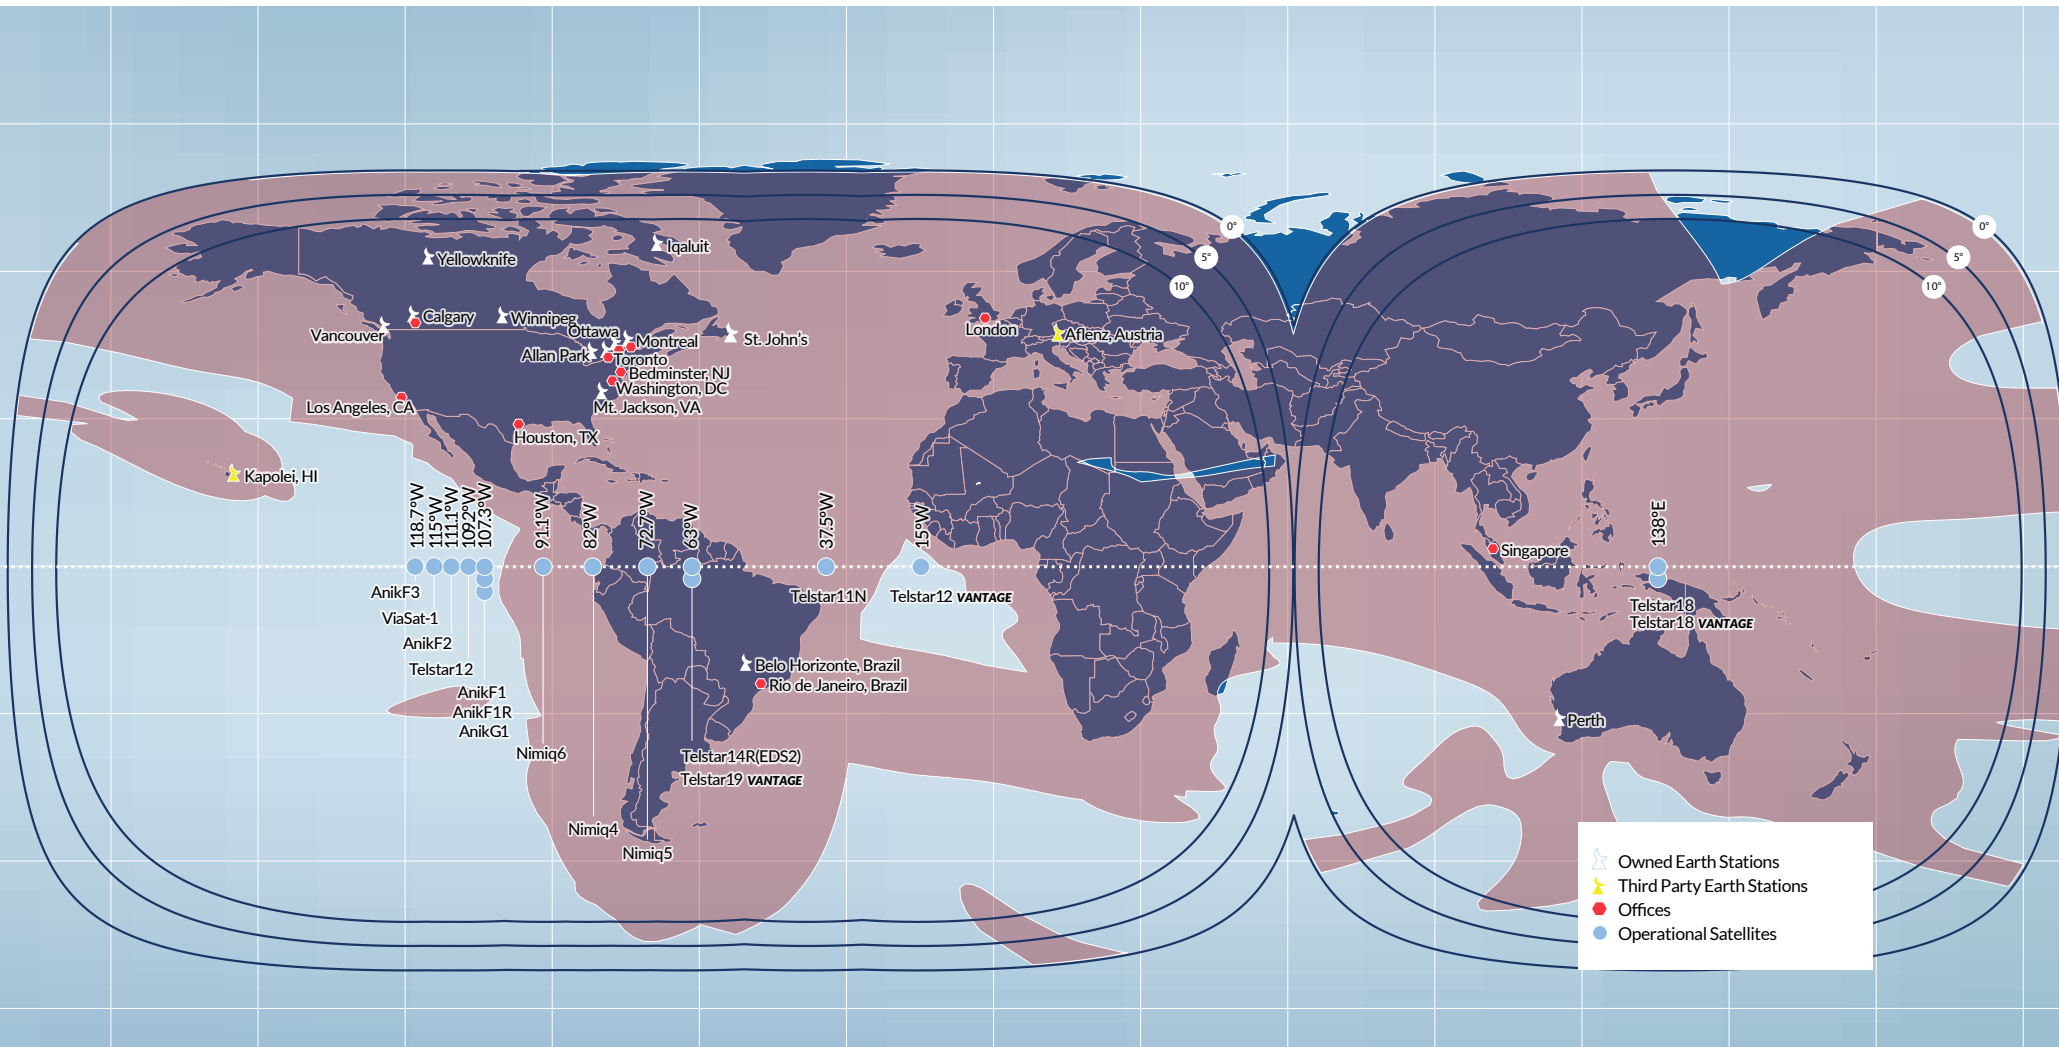 0°
0°
Iqaluit
Yellowknife
5°
5°
10°
10°
Calgary
Winnipeg
Vancouver
Ottawa
London
Aflenz, Austria
Montreal
St. John's
Allan Park
Toronto
Bedminster, NJ
Washington, DC
Los Angeles, CA
Mt. Jackson, VA
Houston, TX
Kapolei, HI
118.7°W
115°W
111.1°W
109.2°W
107.3°W
91.1°W
82°W
72.7°W
63°W
37.5°W
15°W
138°E
Singapore
AnikF3
Telstar11N
Telstar12 VANTAGE
Telstar18
ViaSat-1
Telstar18 VANTAGE
AnikF2
Telstar12
Belo Horizonte, Brazil
Rio de Janeiro, Brazil
AnikF1
AnikF1R
AnikG1
Perth
Nimiq6
Telstar14R(EDS2)
Telstar19 VANTAGE
Nimiq4
Nimiq5
Owned Earth Stations
Third Party Earth Stations
Offices
Operational Satellites